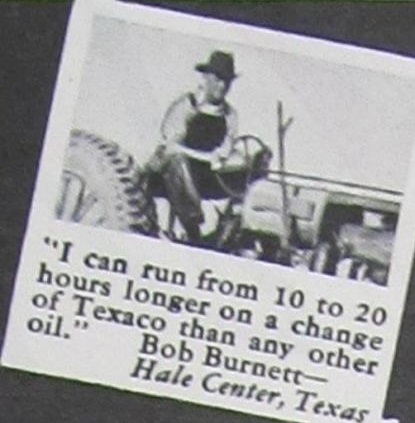 "I can run from 10 to 20
hours longer on a change
of Texaco than any other
oil." Bob Burnett—
Hale Center, Texas